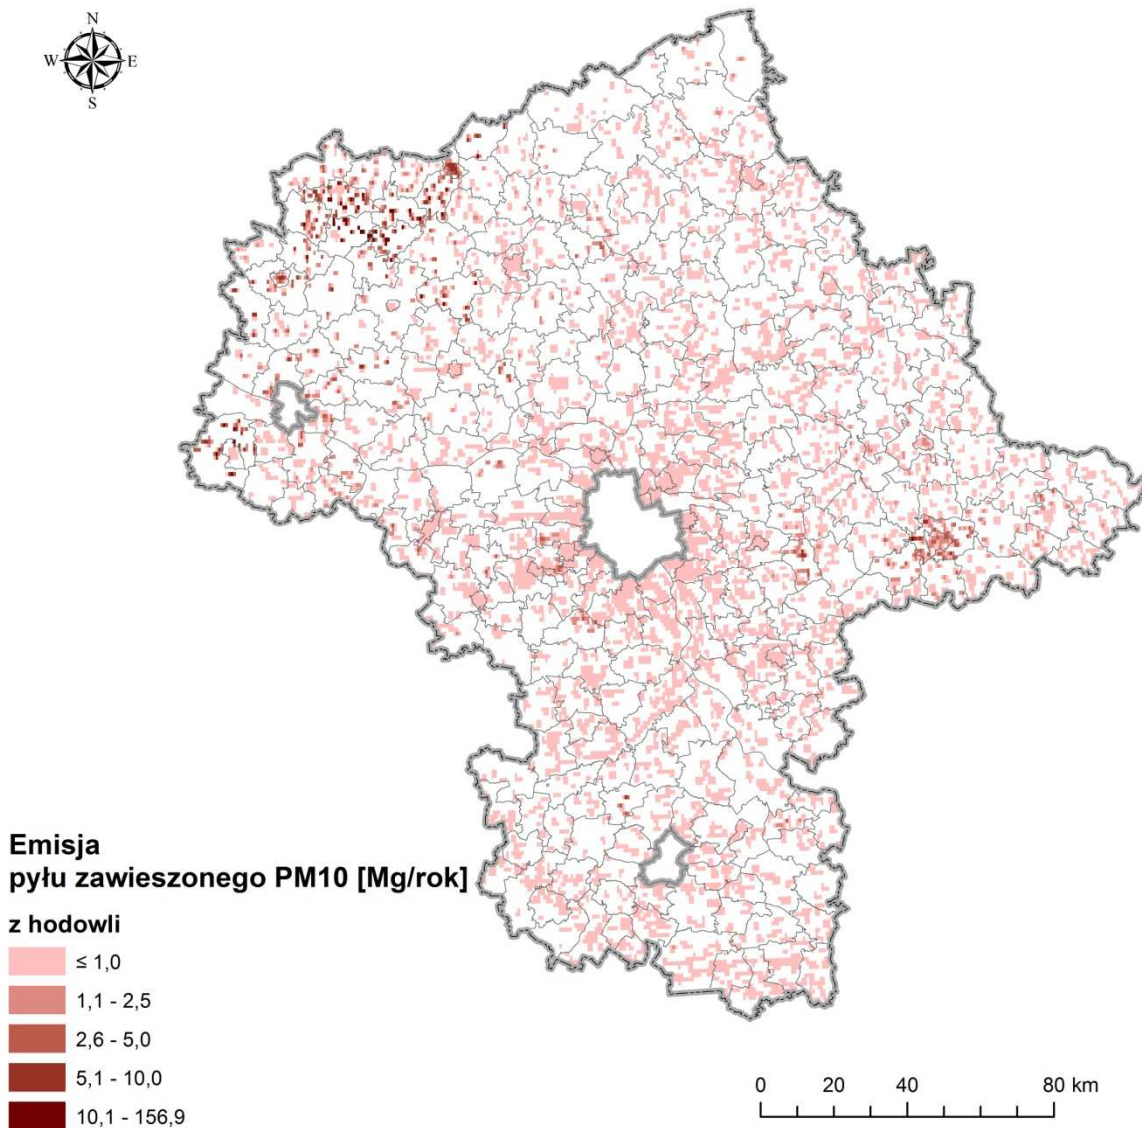 N
W E
S
Emisja
pyłu zawieszonego PM10 [Mg/rok]
z hodowli
≤ 1,0
1,1 - 2,5
2,6 - 5,0
5,1 - 10,0
10,1 - 156,9
0 20 40 80 km